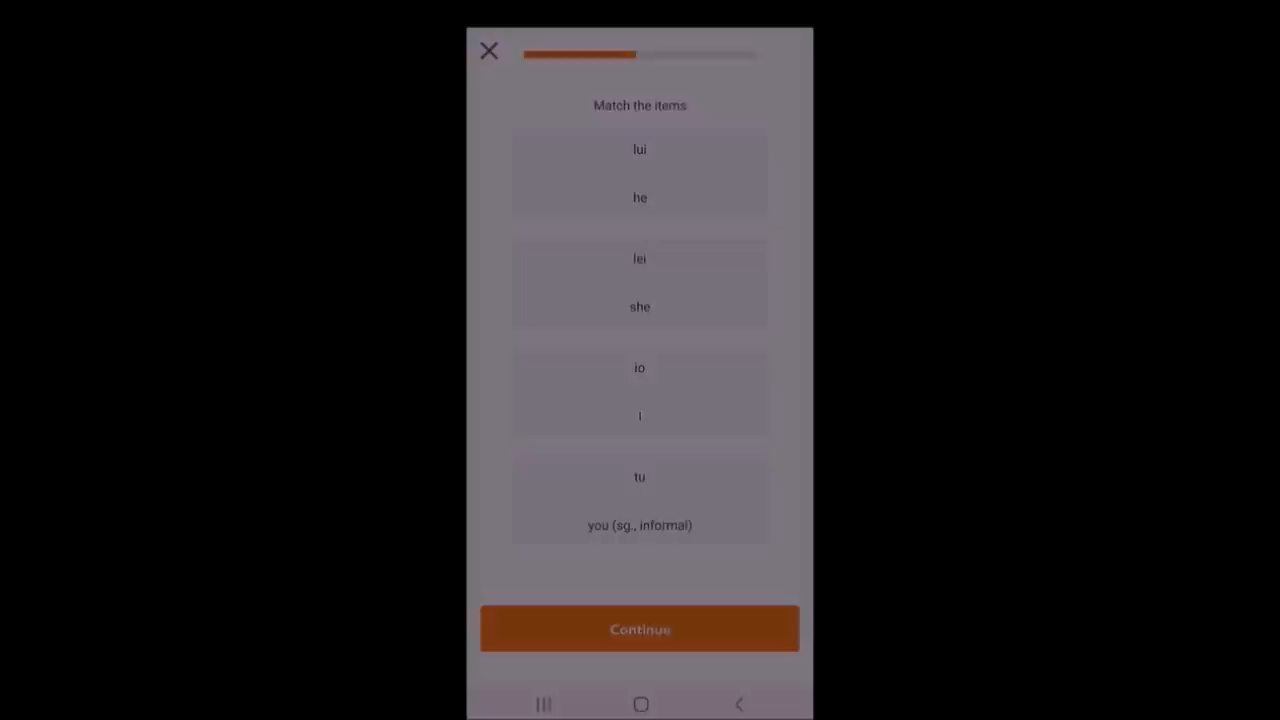 Match the items
lui
he
lei
she
io
I
tu
you (sg., informal)
Continue